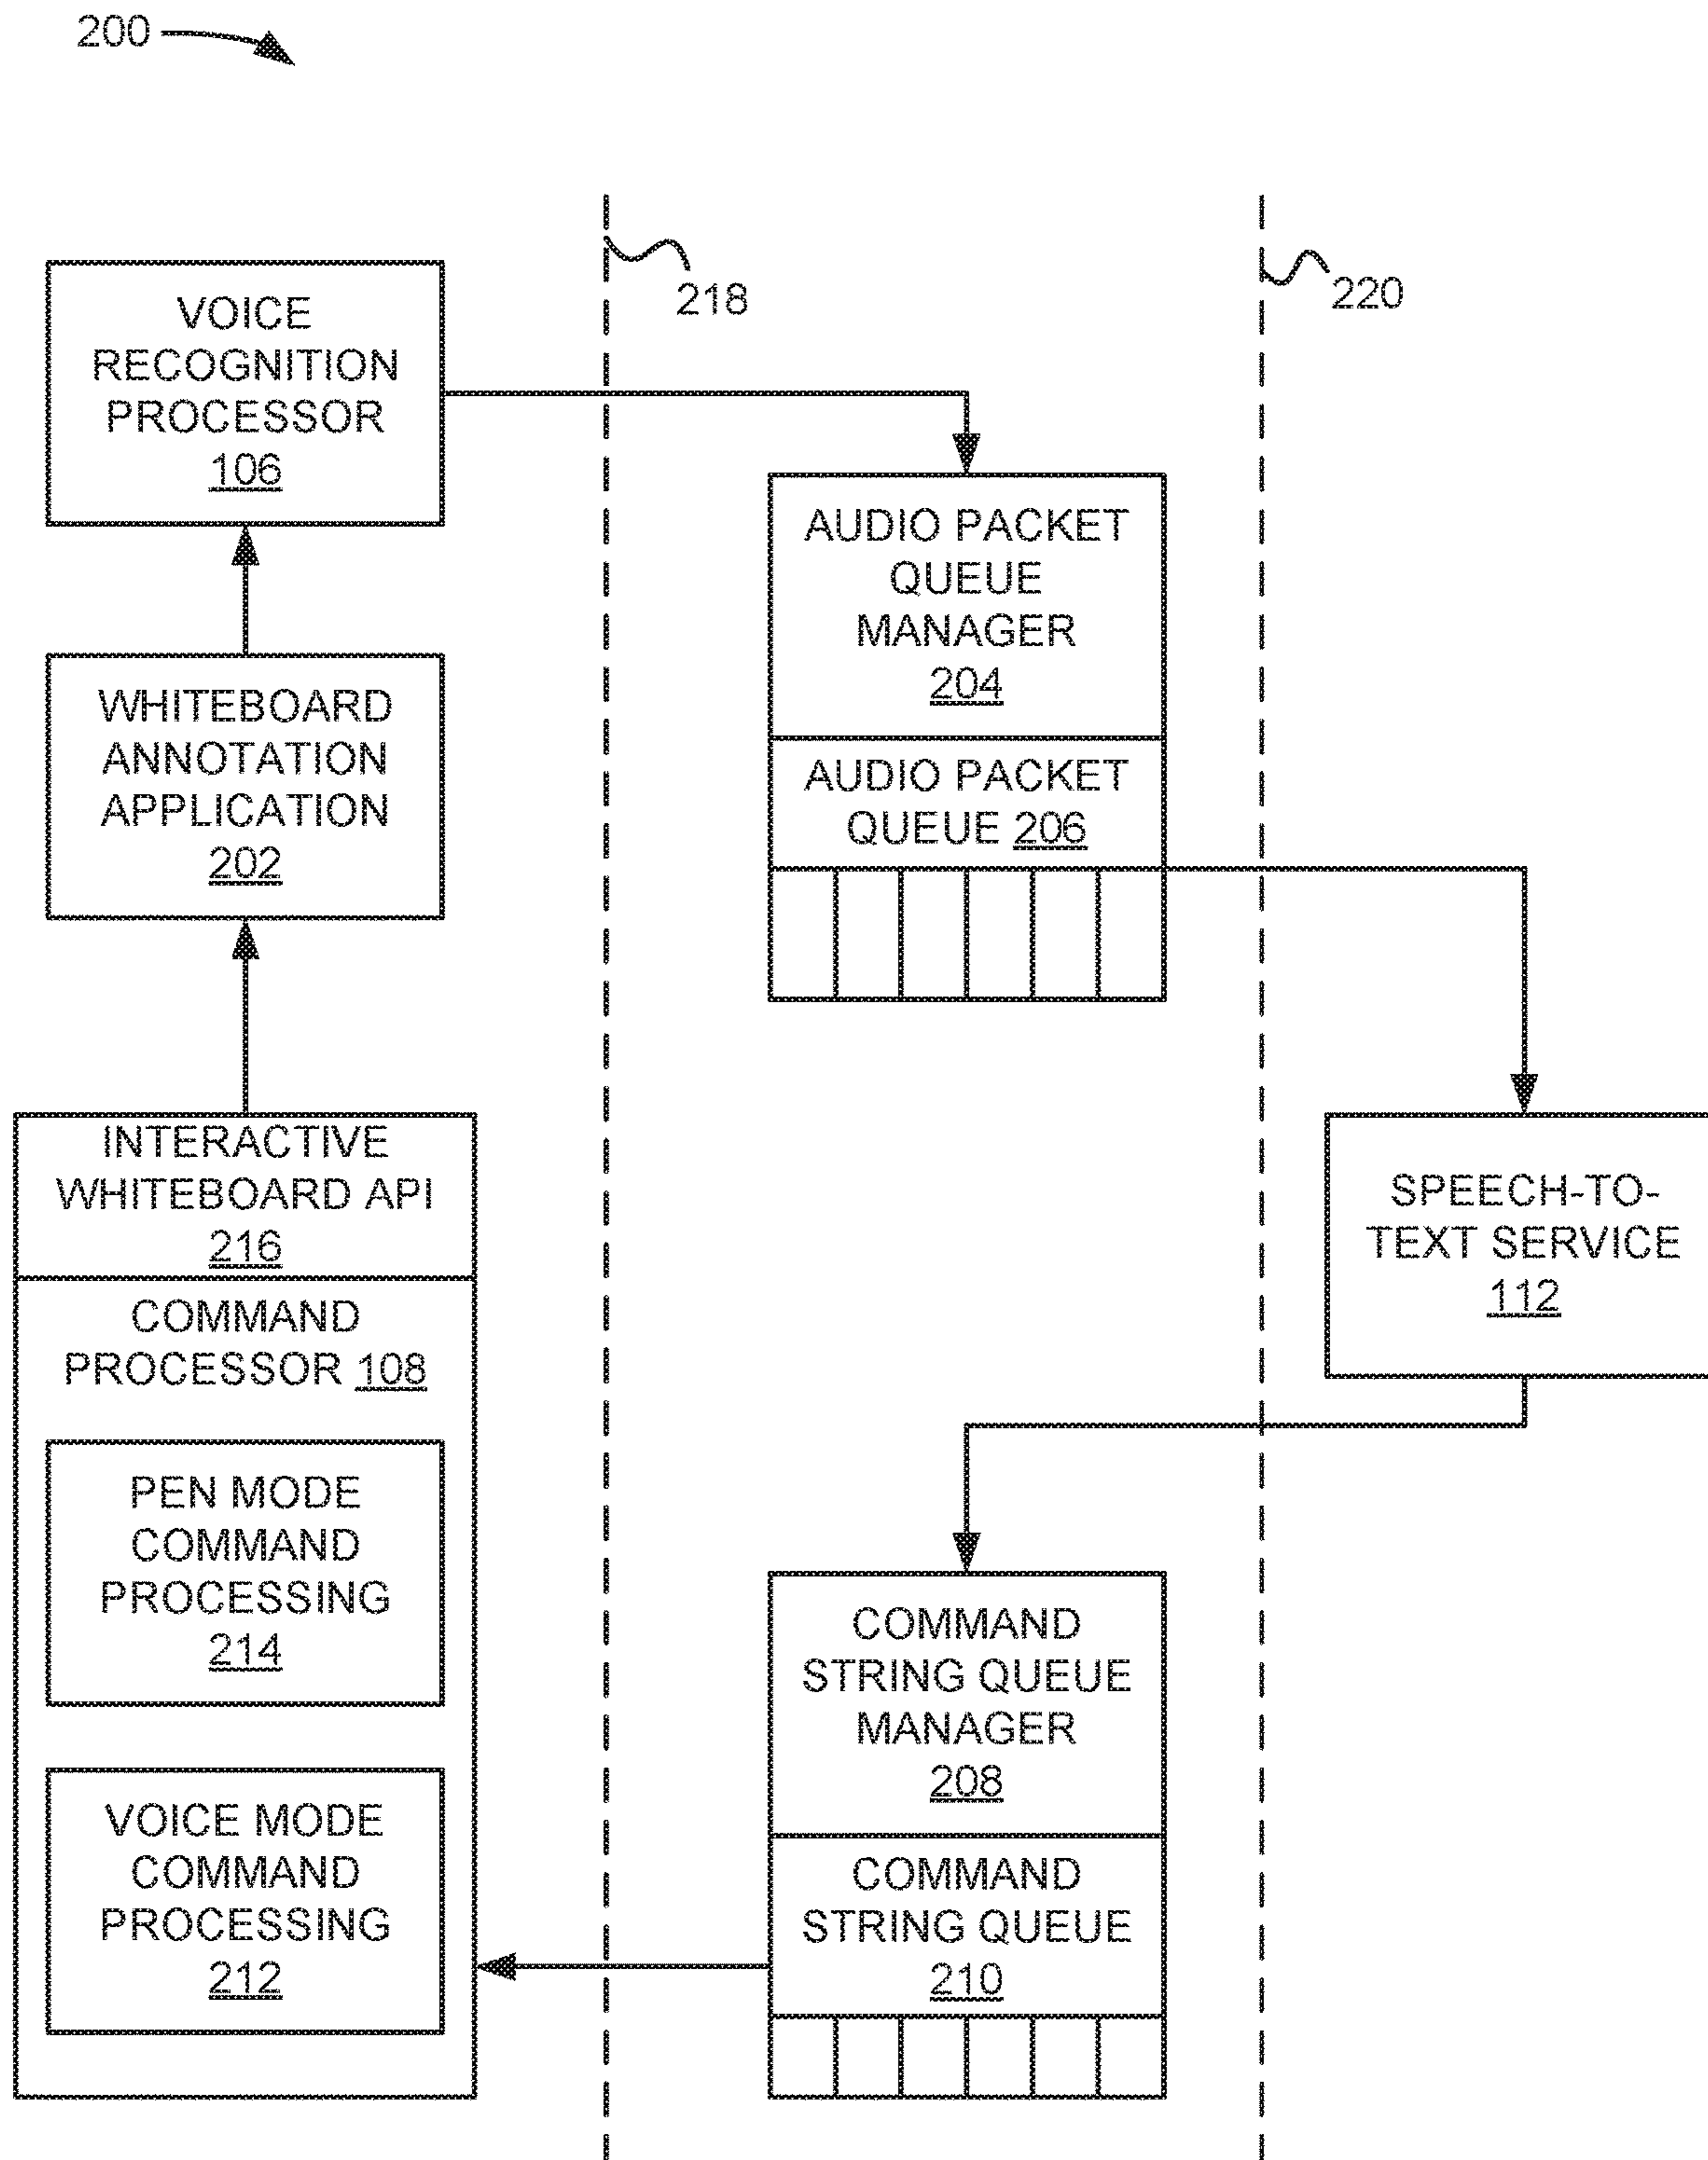 200
218
220
VOICE
RECOGNITION
PROCESSOR
106
AUDIO PACKET
QUEUE
MANAGER
204
WHITEBOARD
ANNOTATION
APPLICATION
202
AUDIO PACKET
QUEUE 206
INTERACTIVE
WHITEBOARD API
216
SPEECH-TO-
TEXT SERVICE
112
COMMAND
PROCESSOR 108
PEN MODE
COMMAND
PROCESSING
214
COMMAND
STRING QUEUE
MANAGER
208
VOICE MODE
COMMAND
PROCESSING
212
COMMAND
STRING QUEUE
210